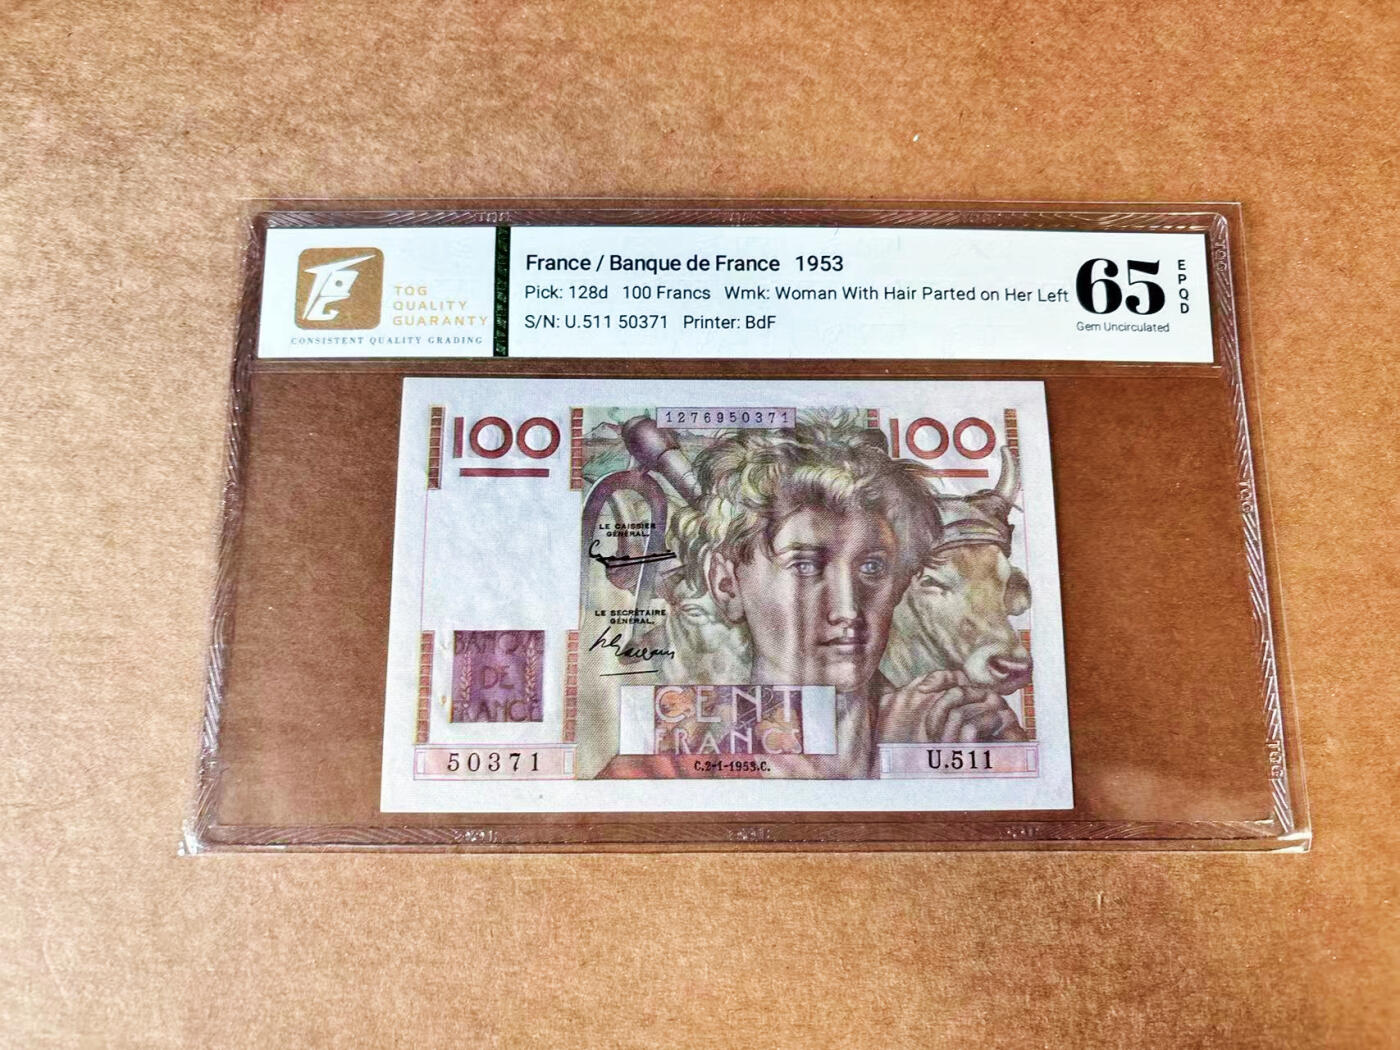 TQG
QUALITY
GUARANTY
CONSISTENT QUALITY GRADING
France / Banque de France 1953
Pick: 128d 100 Francs Wmk: Woman With Hair Parted on Her Left
S/N: U.511 50371 Printer: BdF
65
EPQD
Gem Uncirculated
100
1276950371
100
LE CAISSIER
GÉNÉRAL,
LE SECRÉTAIRE
GÉNÉRAL,
BANQUE
DE
FRANCE
CENT
FRANCS
50371
C.2-1-1953.C.
U.511